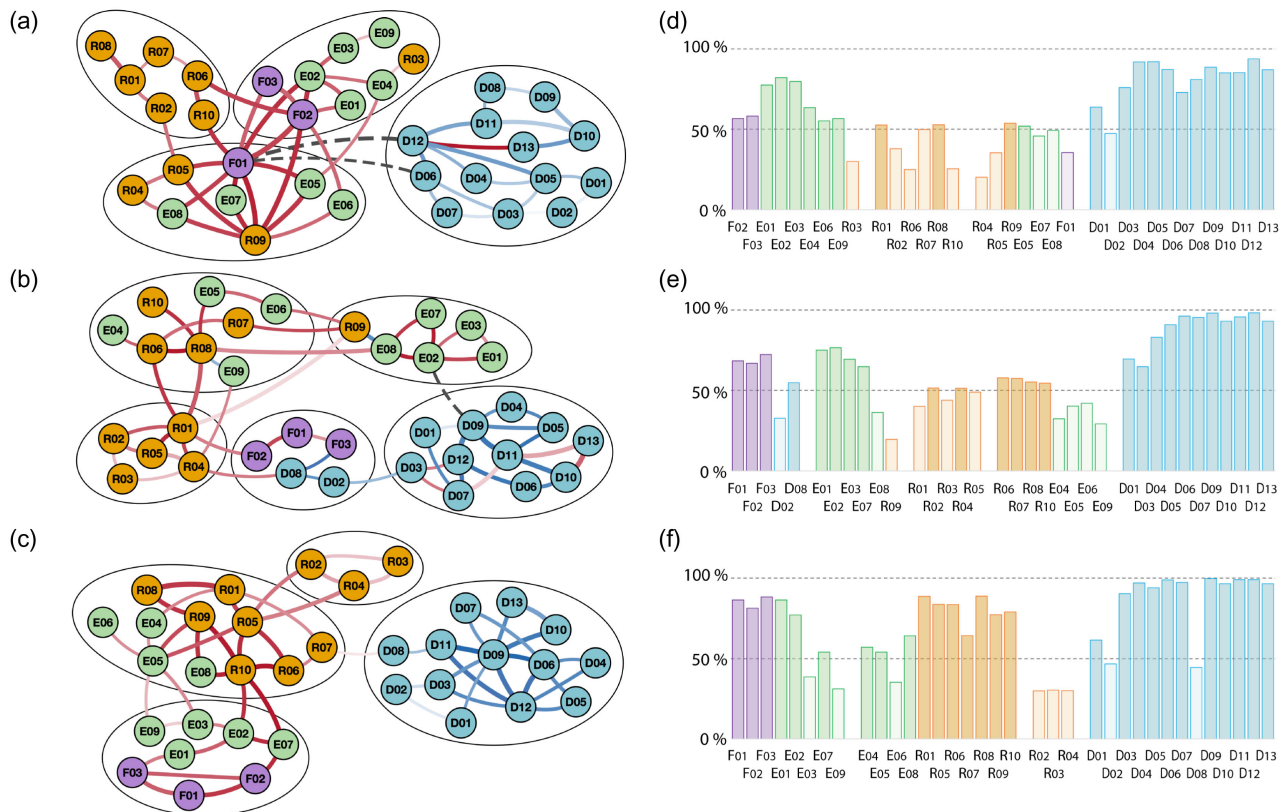 (a)
R08
R07
R01
R06
R02
R10
E09
E03
R03
F03
E02
E04
E01
F02
F01
R05
R04
E05
E07
E08
E06
R09
D08
D09
D11
D10
D12
D13
D06
D04
D05
D01
D07
D03
D02
(d)
100 %
50 %
0 %
F02 E01 E03 E06 R03 R01 R06 R08 R04 R09 E07 F01 D01 D03 D05 D07 D09 D11 D13
F03 E02 E04 E09 R02 R07 R10 R05 E05 E08 D02 D04 D06 D08 D10 D12
(b)
R10
E05
E06
E04
R07
R06
R08
E09
R09
E07
E03
E08
E02
E01
R01
R02
R05
R04
R03
F01
F02
F03
D08
D02
D04
D01
D09
D05
D13
D03
D12
D11
D07
D06
D10
(e)
100 %
50 %
0 %
F01 F03 D08 E01 E03 E08 R01 R03 R05 R06 R08 E04 E06 D01 D04 D06 D09 D11 D13
F02 D02 E02 E07 R09 R02 R04 R07 R10 E05 E09 D03 D05 D07 D10 D12
(c)
R02
R03
R04
R08
R01
E06
E04
R09
R05
E05
E08
R10
R06
R07
E09
E03
E02
E07
E01
F03
F02
F01
D07
D13
D10
D11
D09
D08
D06
D04
D02
D03
D05
D12
D01
(f)
100 %
50 %
0 %
F01 F03 E02 E07 E04 E06 R01 R06 R08 R10 R02 R04 D01 D03 D05 D07 D09 D11 D13
F02 E01 E03 E09 E05 E08 R05 R07 R09 R03 D02 D04 D06 D08 D10 D12